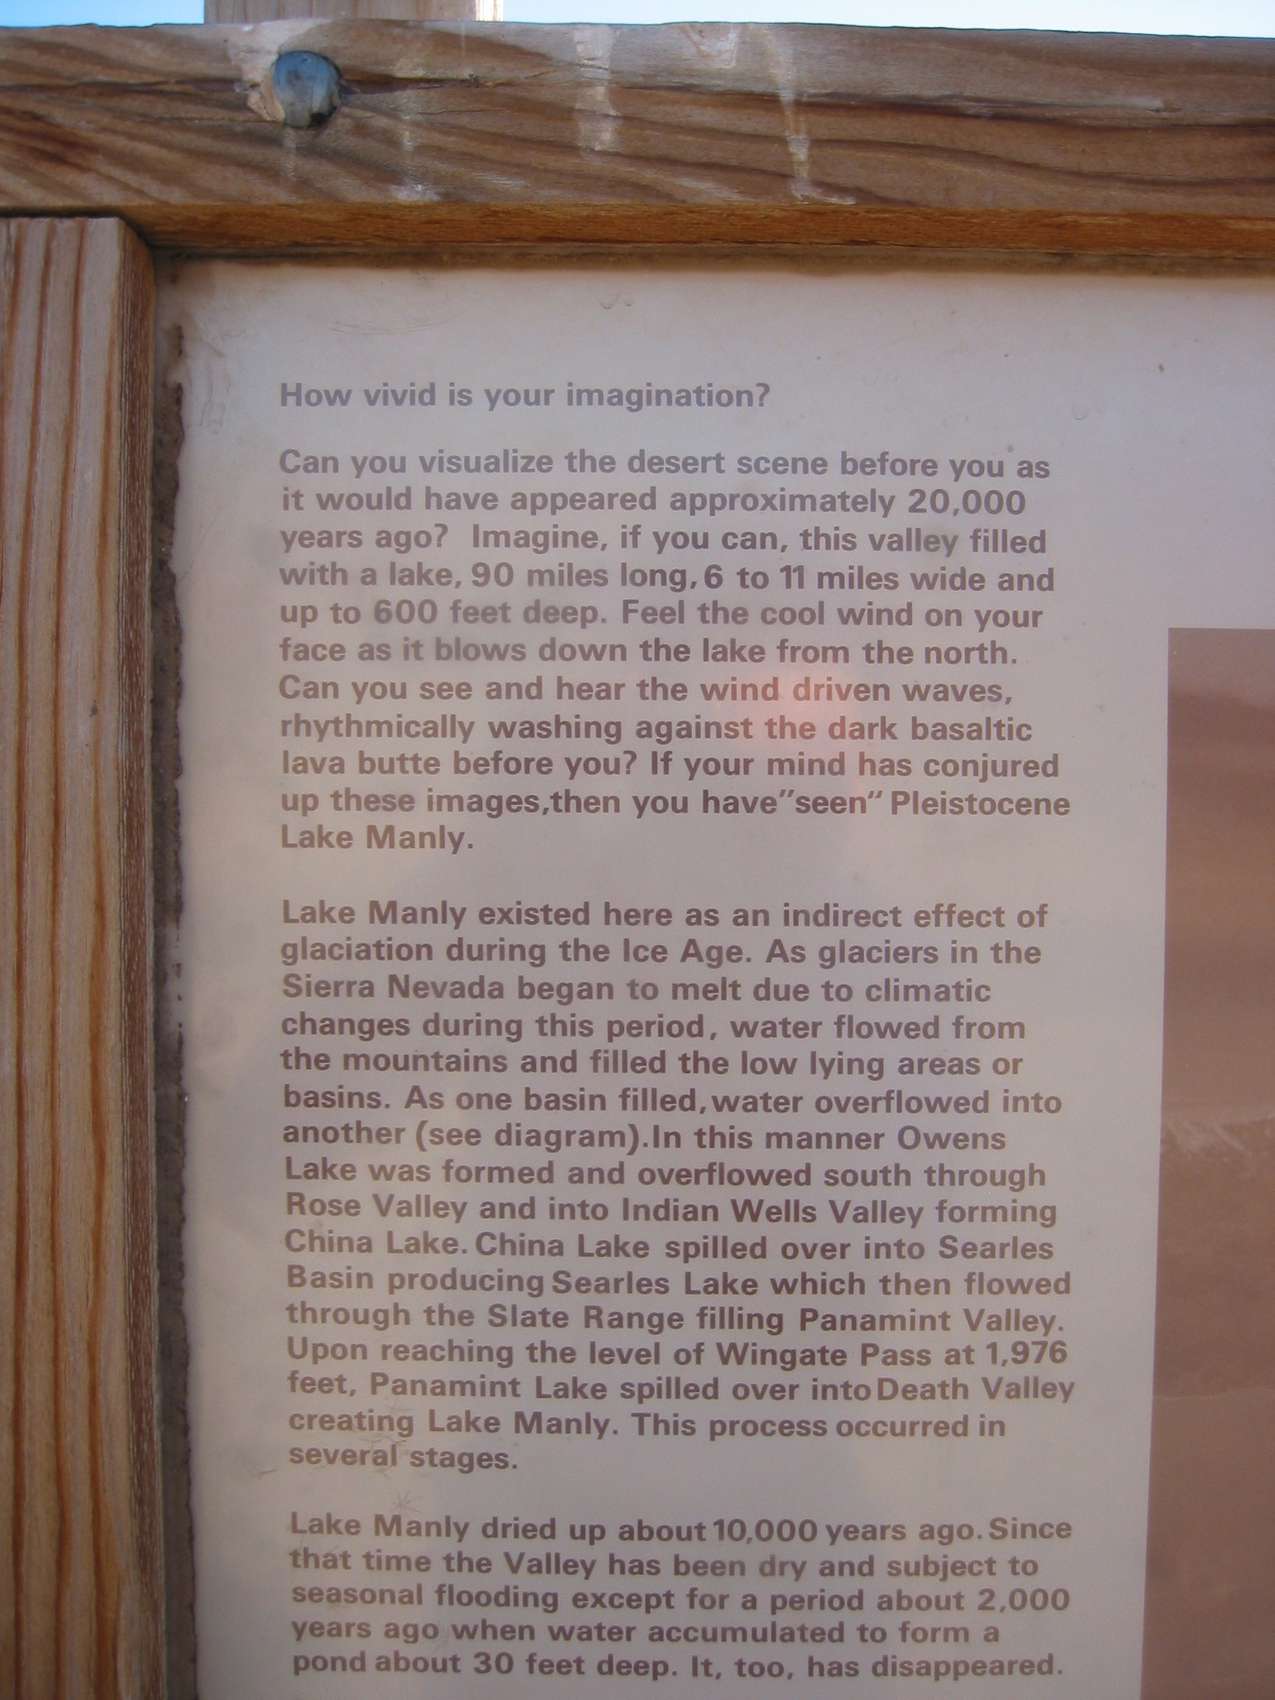 How vivid is your imagination?
Can you visualize the desert scene before you as
it would have appeared approximately 20,000
years ago?  Imagine, if you can, this valley filled
with a lake, 90 miles long, 6 to 11 miles wide and
up to 600 feet deep. Feel the cool wind on your
face as it blows down the lake from the north.
Can you see and hear the wind driven waves,
rhythmically washing against the dark basaltic
lava butte before you? If your mind has conjured
up these images,then you have"seen" Pleistocene
Lake Manly.
Lake Manly existed here as an indirect effect of
glaciation during the Ice Age. As glaciers in the
Sierra Nevada began to melt due to climatic
changes during this period, water flowed from
the mountains and filled the low lying areas or
basins. As one basin filled,water overflowed into
another (see diagram).In this manner Owens
Lake was formed and overflowed south through
Rose Valley and into Indian Wells Valley forming
China Lake. China Lake spilled over into Searles
Basin producing Searles Lake which then flowed
through the Slate Range filling Panamint Valley.
Upon reaching the level of Wingate Pass at 1,976
feet, Panamint Lake spilled over into Death Valley
creating Lake Manly. This process occurred in
several stages.
Lake Manly dried up about 10,000 years ago. Since
that time the Valley has been dry and subject to
seasonal flooding except for a period about 2,000
years ago when water accumulated to form a
pond about 30 feet deep. It, too, has disappeared.